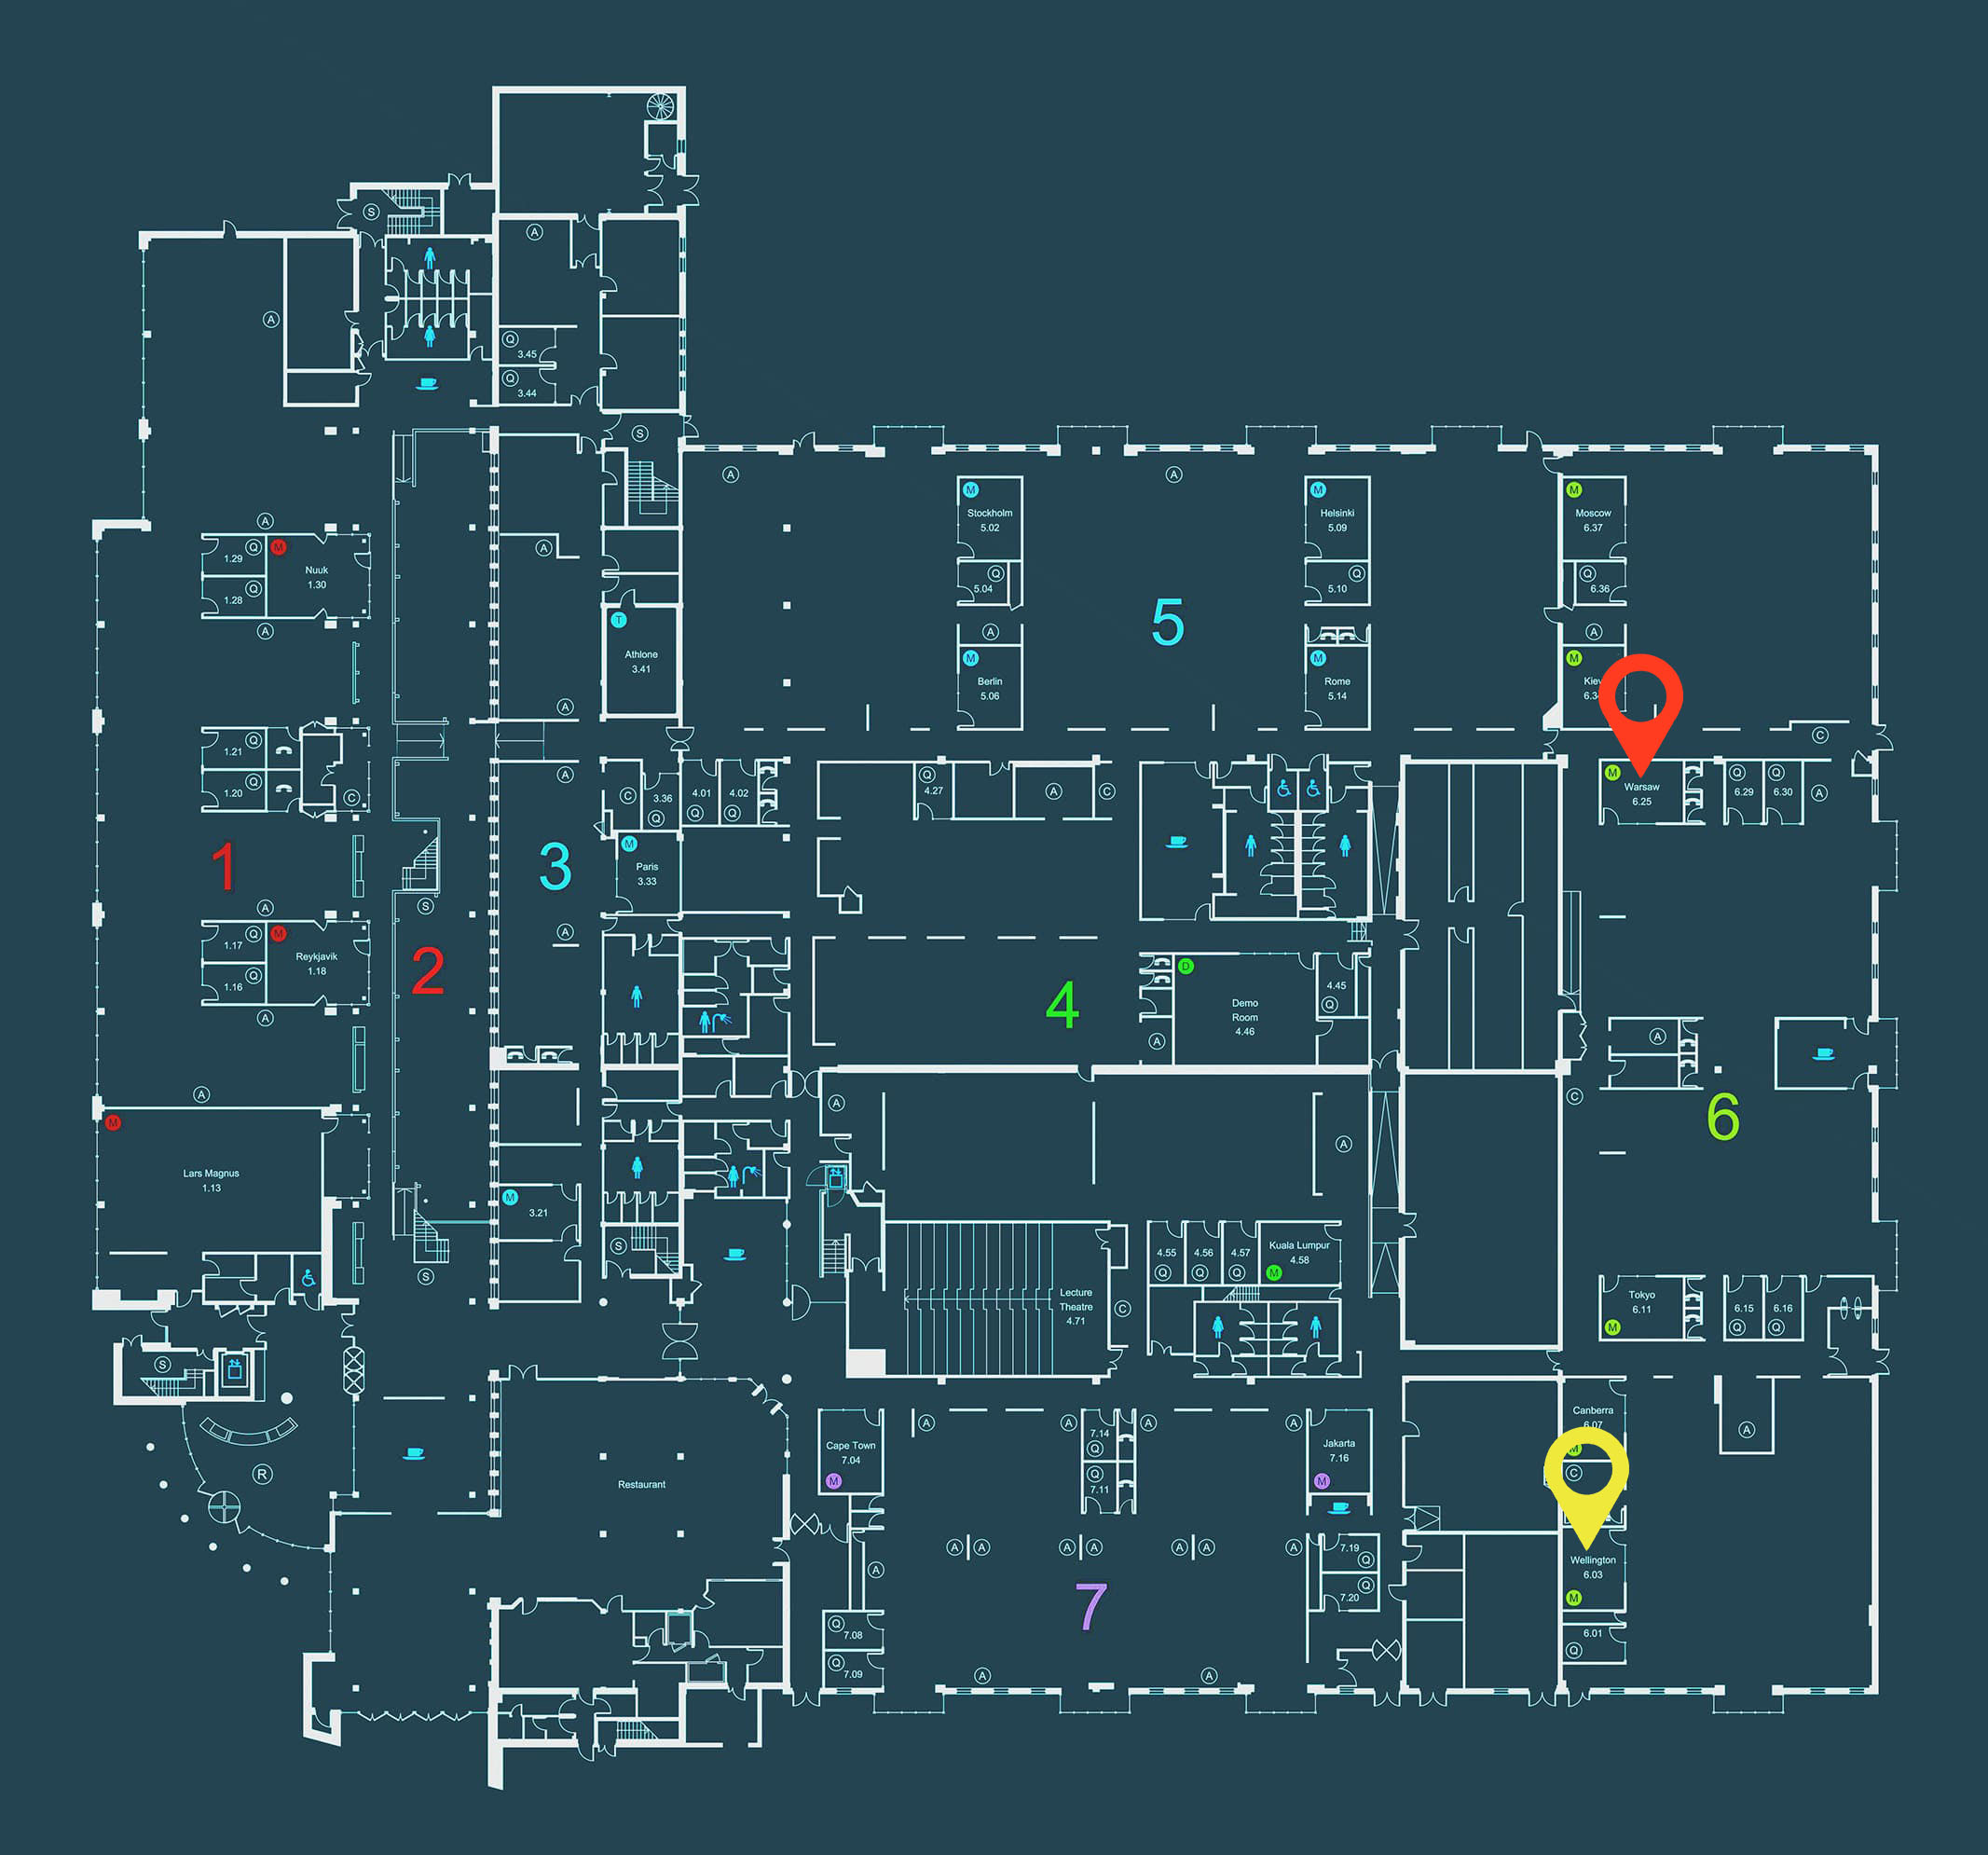 S
A
A
Q
3.45
Q
3.44
S
A
A
M
Stockholm
5.02
M
Helsinki
5.09
M
Moscow
6.37
A
1.29
Q
M
Nuuk
1.30
1.28
Q
A
A
Q
5.04
Q
5.10
Q
6.36
T
Athlone
3.41
5
A
A
M
Berlin
5.06
M
Rome
5.14
M
A
1.21
Q
C
1.20
Q
C
A
C
3.36
Q
4.01
Q
4.02
Q
Q
4.27
A
C
M
Warsaw
6.25
Q
6.29
Q
6.30
A
1
3
M
Paris
3.33
A
S
A
1.17
Q
M
Reykjavik
1.18
1.16
Q
A
2
4
D
Demo
Room
4.46
4.45
Q
A
A
A
A
C
6
M
Lars Magnus
1.13
A
M
3.21
S
S
4.55
Q
4.56
Q
4.57
Q
Kuala Lumpur
4.58
M
Lecture
Theatre
4.71
C
Tokyo
6.11
M
6.15
Q
6.16
Q
S
R
Restaurant
Cape Town
7.04
M
A
A
7.14
Q
A
A
Q
7.11
Jakarta
7.16
M
Canberra
C
A
A
A
A
A
A
A
A
A
7.19
Q
7.20
Q
Wellington
6.03
M
7
Q
7.08
Q
7.09
A
A
6.01
Q